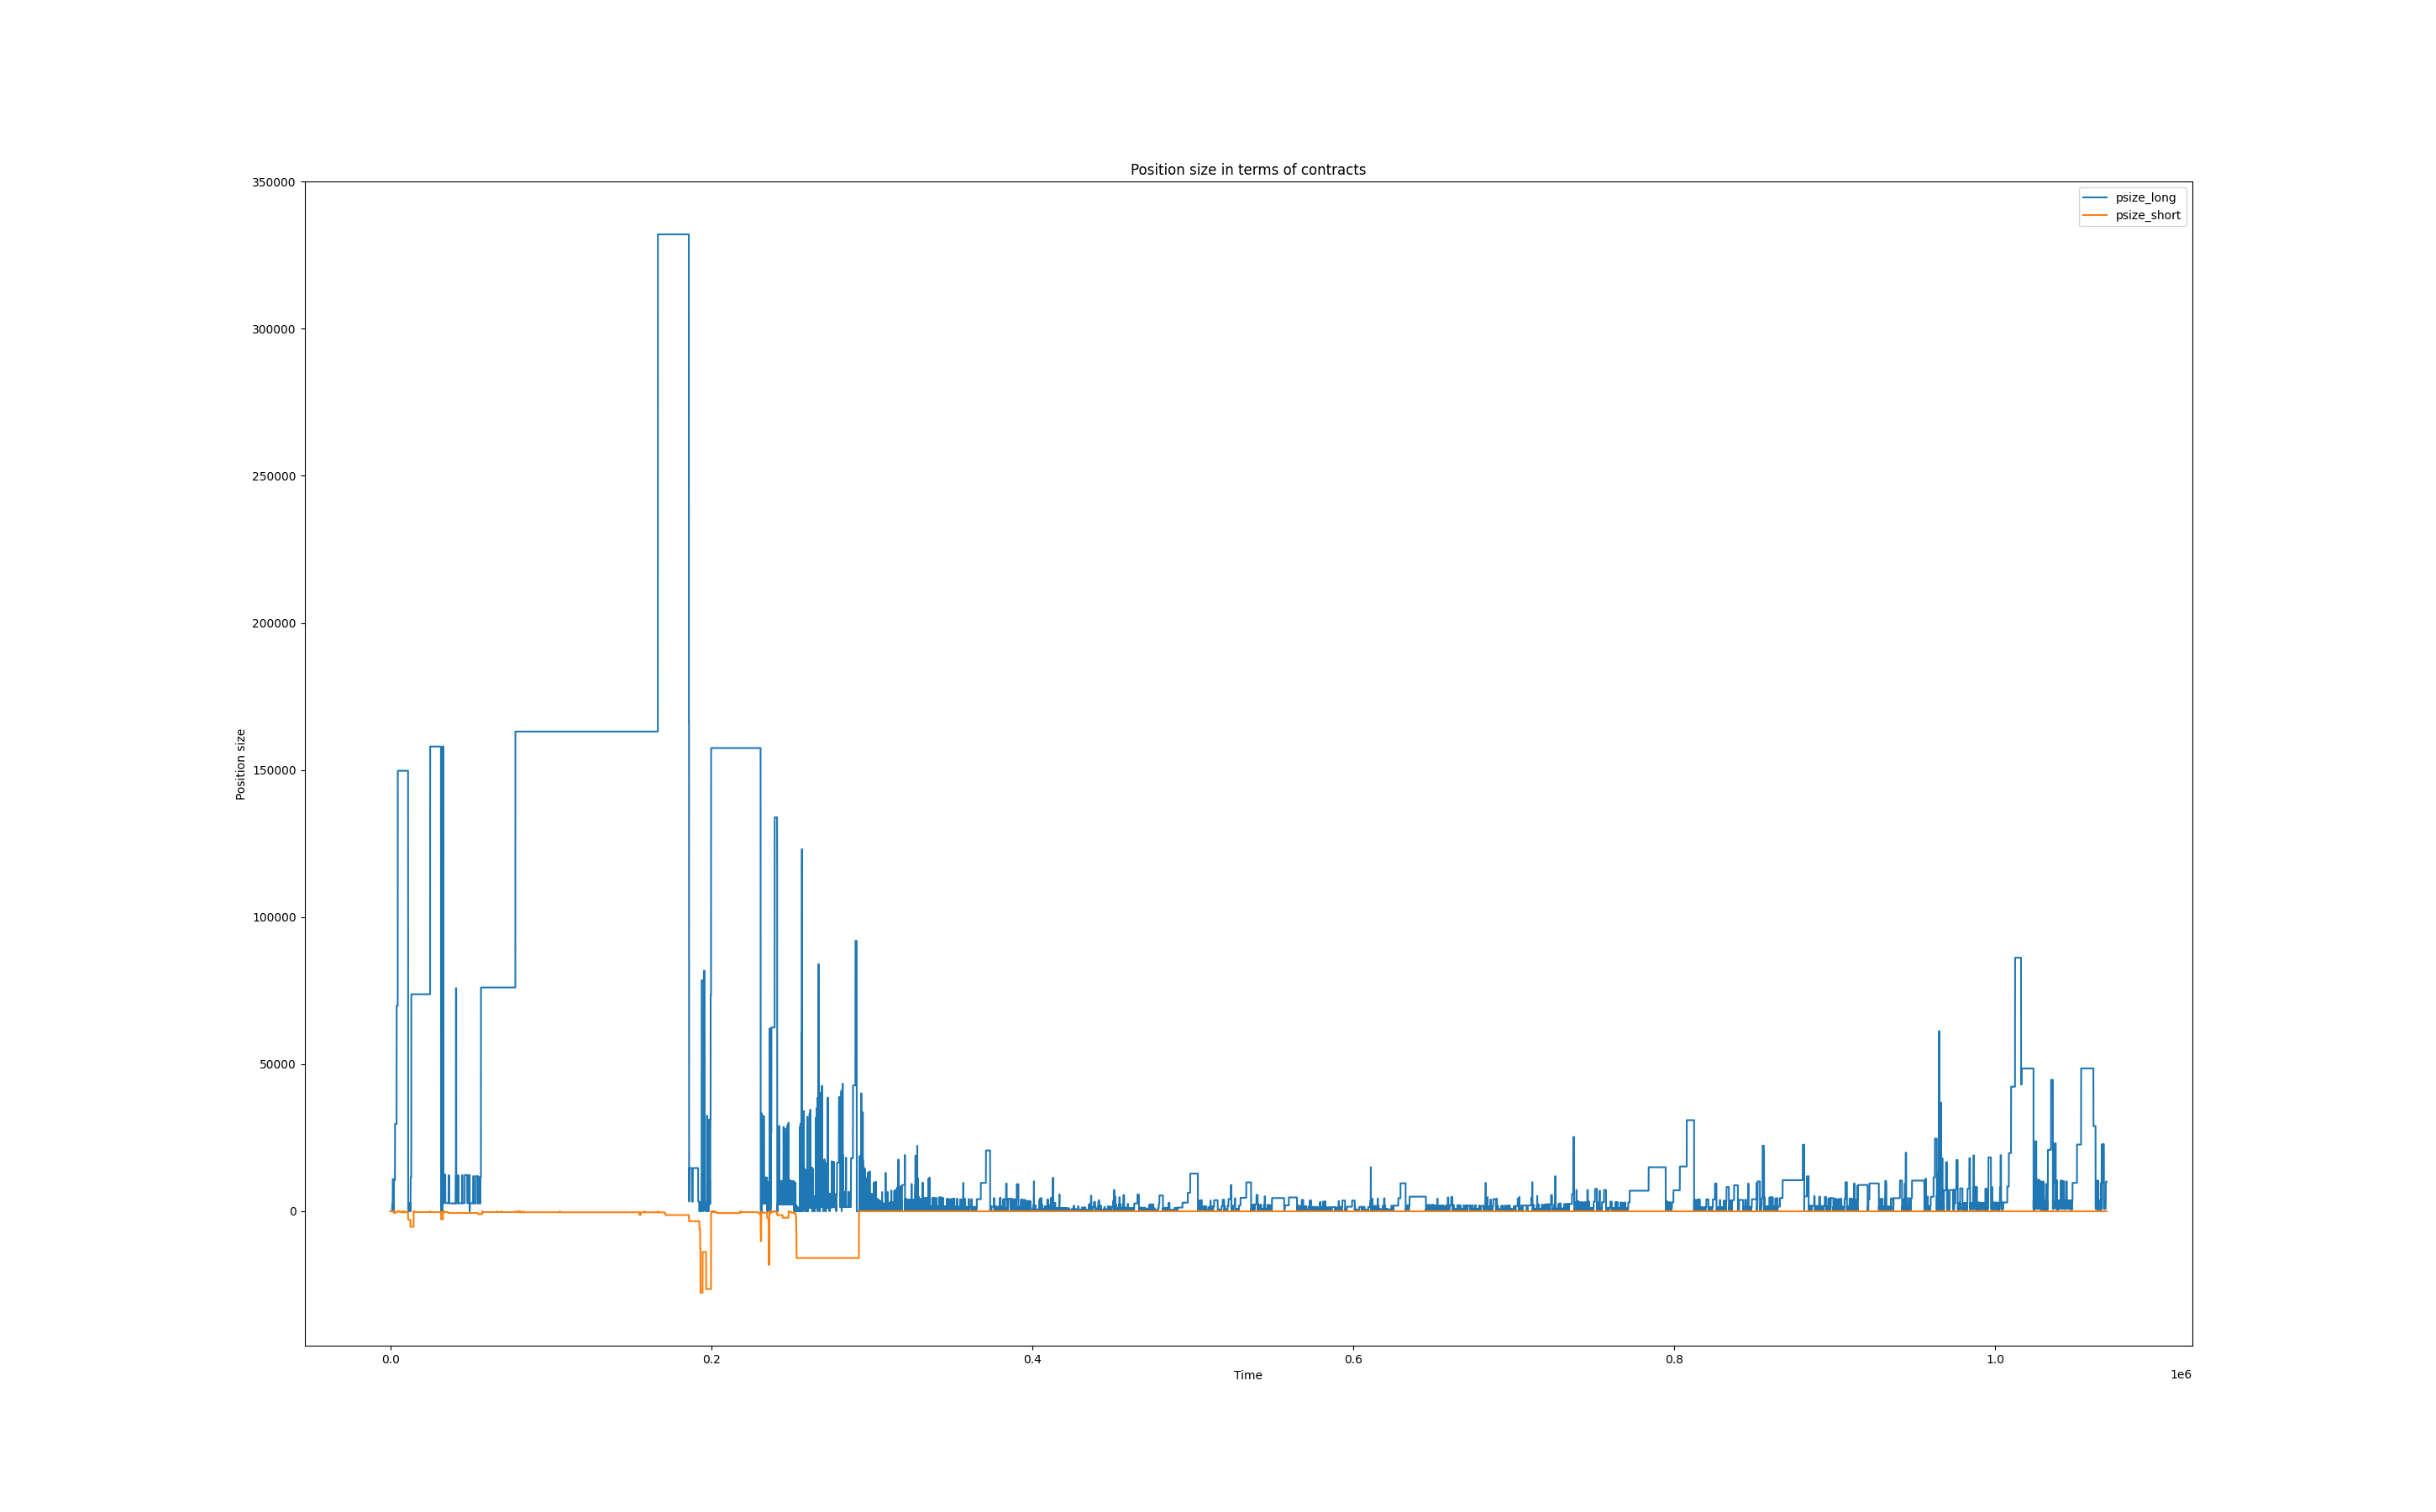 Position size in terms of contracts
psize_long
psize_short
350000
300000
250000
200000
150000
100000
50000
0
Position size
0.0
0.2
0.4
0.6
0.8
1.0
Time
1e6